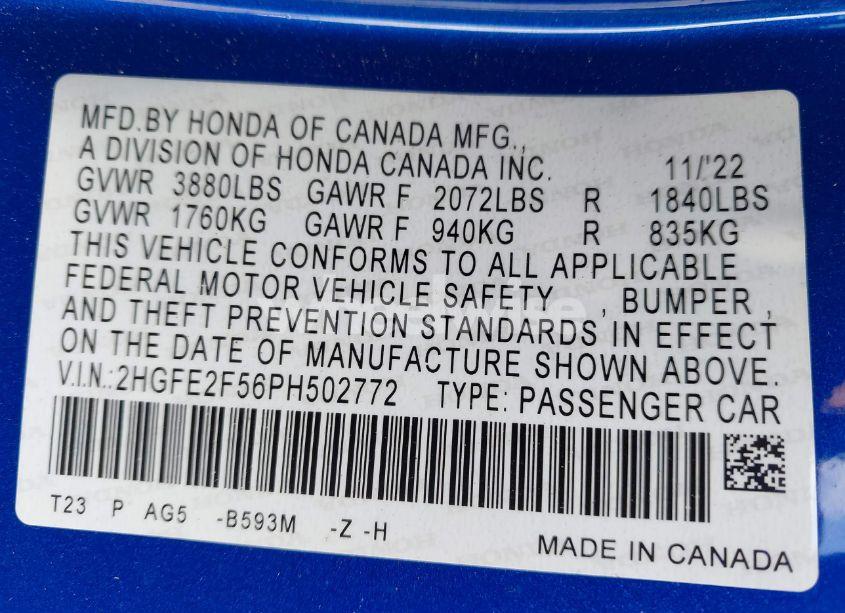 MFD.BY HONDA OF CANADA MFG.,
A DIVISION OF HONDA CANADA INC. 11/'22
GVWR 3880LBS GAWR F 2072LBS R 1840LBS
GVWR 1760KG GAWR F 940KG R 835KG
THIS VEHICLE CONFORMS TO ALL APPLICABLE
FEDERAL MOTOR VEHICLE SAFETY , BUMPER ,
AND THEFT PREVENTION STANDARDS IN EFFECT
ON THE DATE OF MANUFACTURE SHOWN ABOVE.
V.I.N.:2HGFE2F56PH502772 TYPE: PASSENGER CAR
T23 P AG5 -B593M -Z -H
MADE IN CANADA